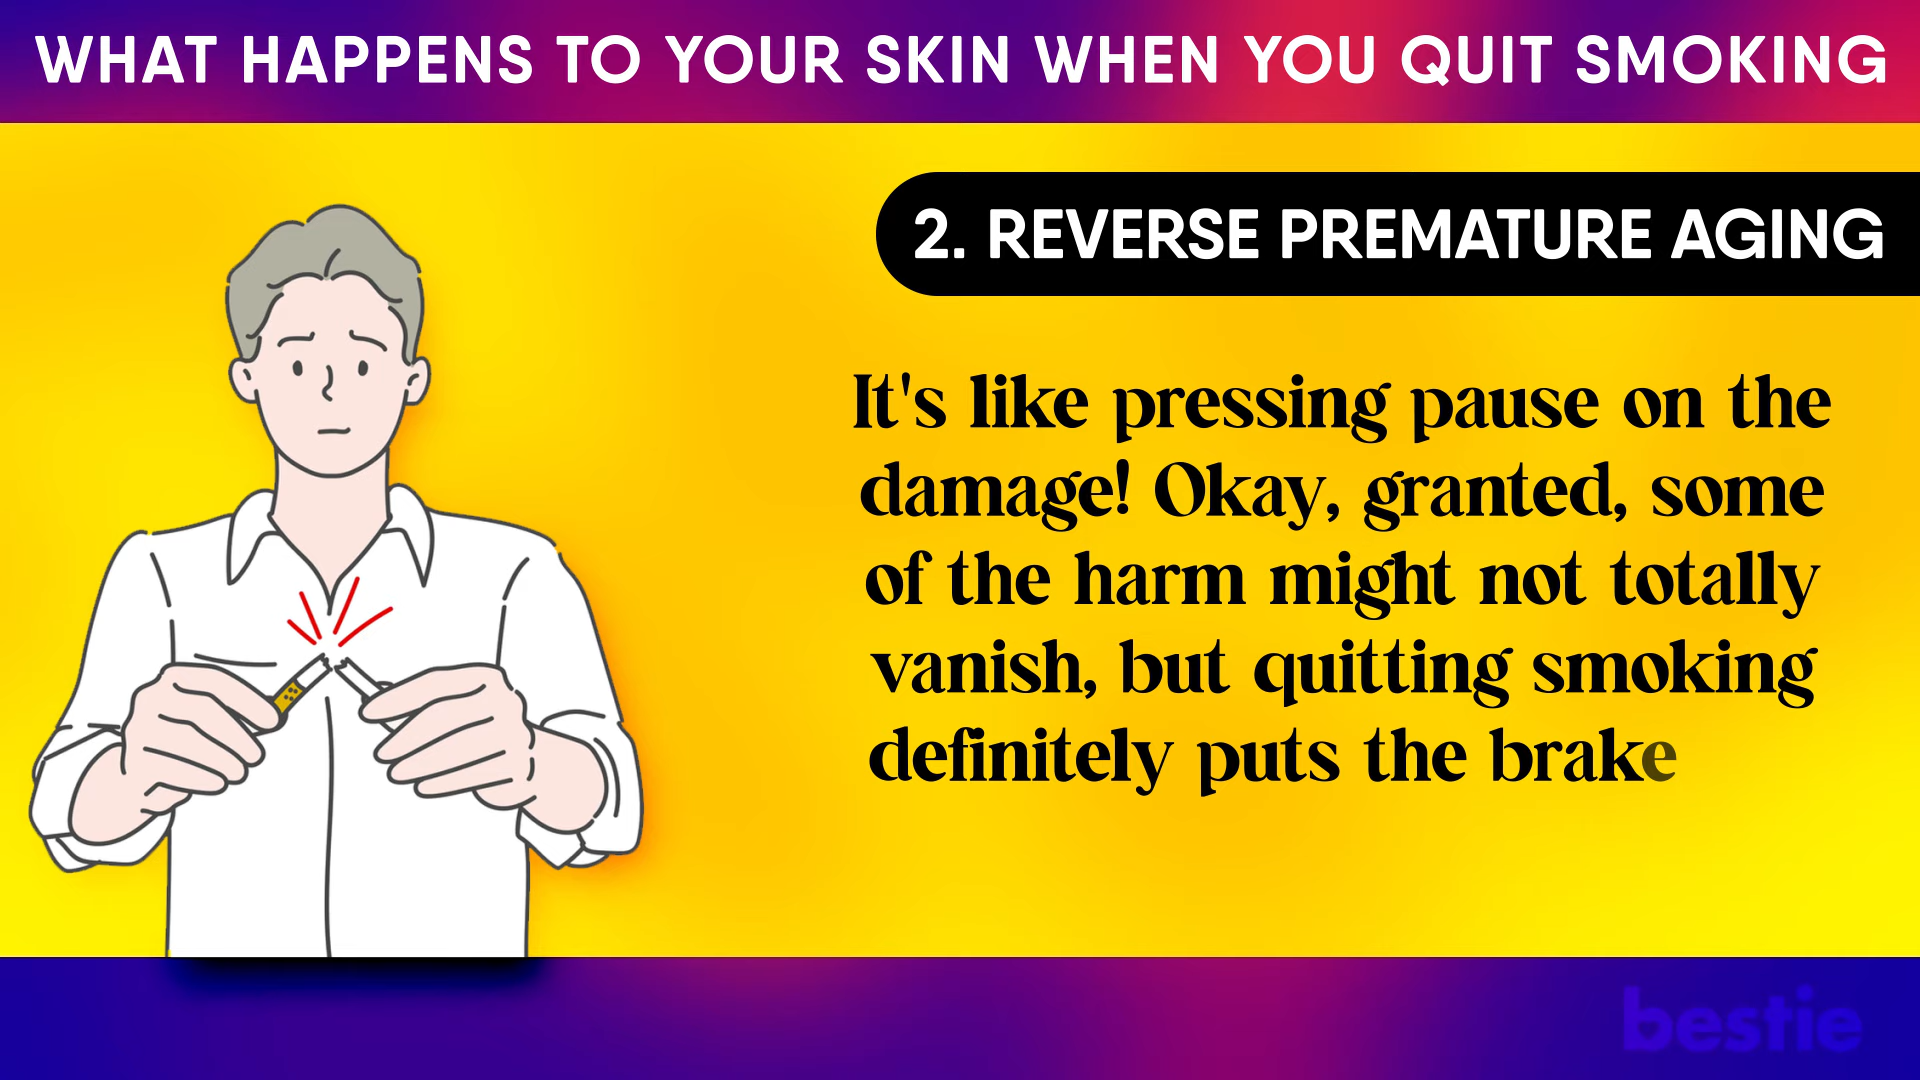 WHAT HAPPENS TO YOUR SKIN WHEN YOU QUIT SMOKING
2. REVERSE PREMATURE AGING
It's like pressing pause on the
damage! Okay, granted, some
of the harm might not totally
vanish, but quitting smoking
definitely puts the brake
bestie